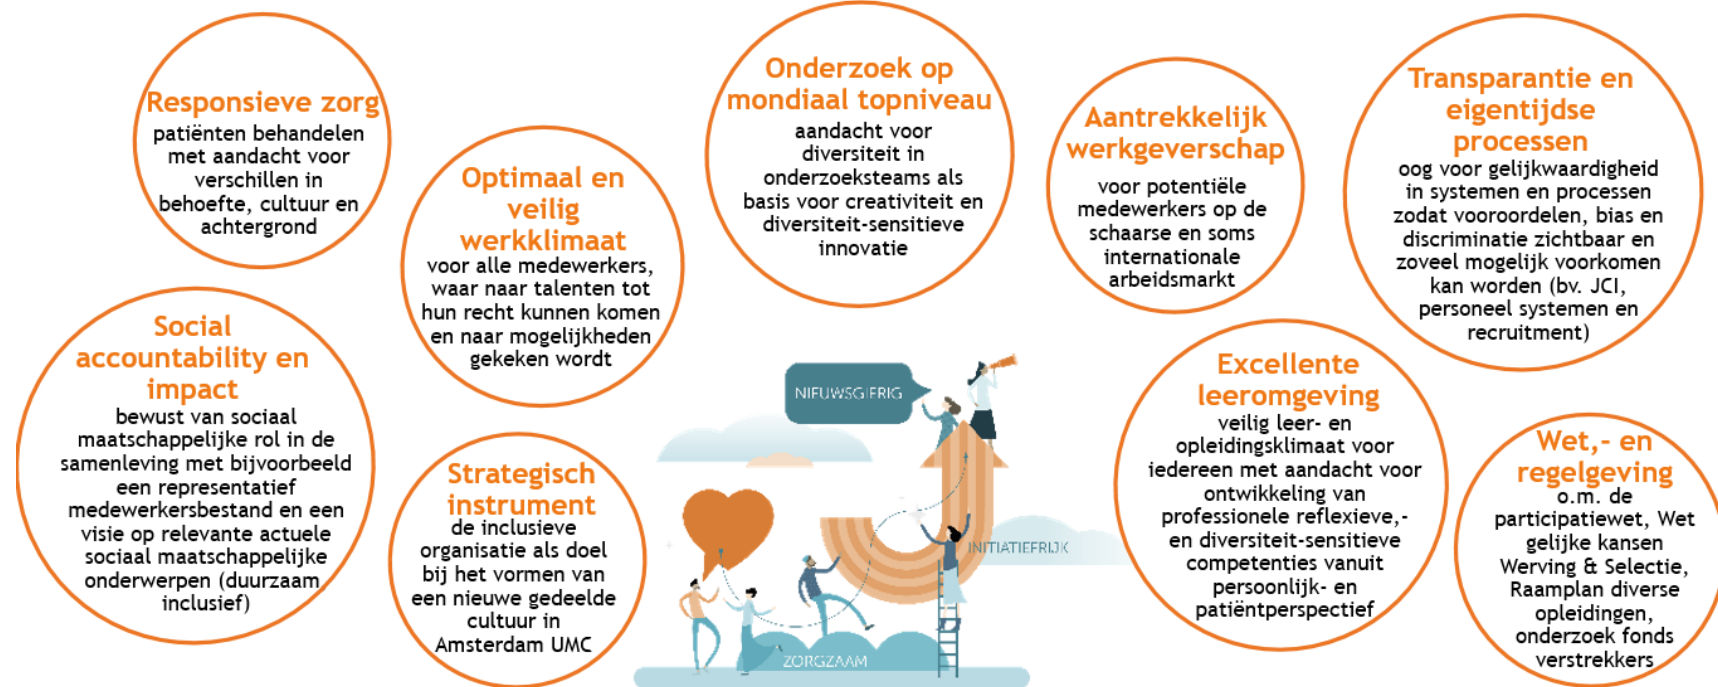 Responsieve zorg
patiënten behandelen
met aandacht voor
verschillen in
behoefte, cultuur en
achtergrond
Optimaal en
veilig
werkklimaat
voor alle medewerkers,
waar naar talenten tot
hun recht kunnen komen
en naar mogelijkheden
gekeken wordt
Onderzoek op
mondiaal topniveau
aandacht voor
diversiteit in
onderzoeksteams als
basis voor creativiteit en
diversiteit-sensitieve
innovatie
Aantrekkelijk
werkgeverschap
voor potentiële
medewerkers op de
schaarse en soms
internationale
arbeidsmarkt
Transparantie en
eigentijdse
processen
oog voor gelijkwaardigheid
in systemen en processen
zodat vooroordelen, bias en
discriminatie zichtbaar en
zoveel mogelijk voorkomen
kan worden (bv. JCI,
personeel systemen en
recruitment)
Social
accountability en
impact
bewust van sociaal
maatschappelijke rol in de
samenleving met bijvoorbeeld
een representatief
medewerkersbestand en een
visie op relevante actuele
sociaal maatschappelijke
onderwerpen (duurzaam
inclusief)
Strategisch
instrument
de inclusieve
organisatie als doel
bij het vormen van
een nieuwe gedeelde
cultuur in
Amsterdam UMC
NIEUWSGIERIG
INITIATIEFRIJK
ZORGZAAM
Excellente
leeromgeving
veilig leer- en
opleidingsklimaat voor
iedereen met aandacht voor
ontwikkeling van
professionele reflexieve,-
en diversiteit-sensitieve
competenties vanuit
persoonlijk- en
patiëntperspectief
Wet,- en
regelgeving
o.m. de
participatiewet, Wet
gelijke kansen
Werving & Selectie,
Raamplan diverse
opleidingen,
onderzoek fonds
verstrekkers